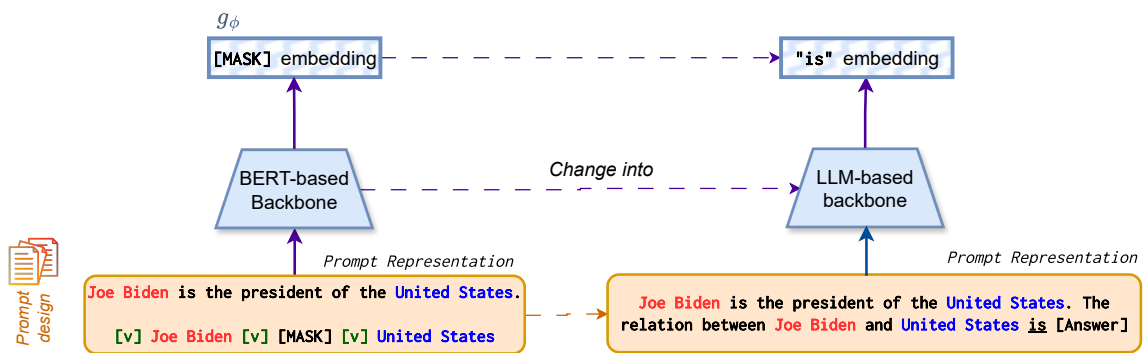 g_ϕ
[MASK] embedding
"is" embedding
BERT-based
Backbone
Change into
LLM-based
backbone
Prompt
design
Prompt Representation
Joe Biden is the president of the United States.
[v] Joe Biden [v] [MASK] [v] United States
Prompt Representation
Joe Biden is the president of the United States. The
relation between Joe Biden and United States is [Answer]